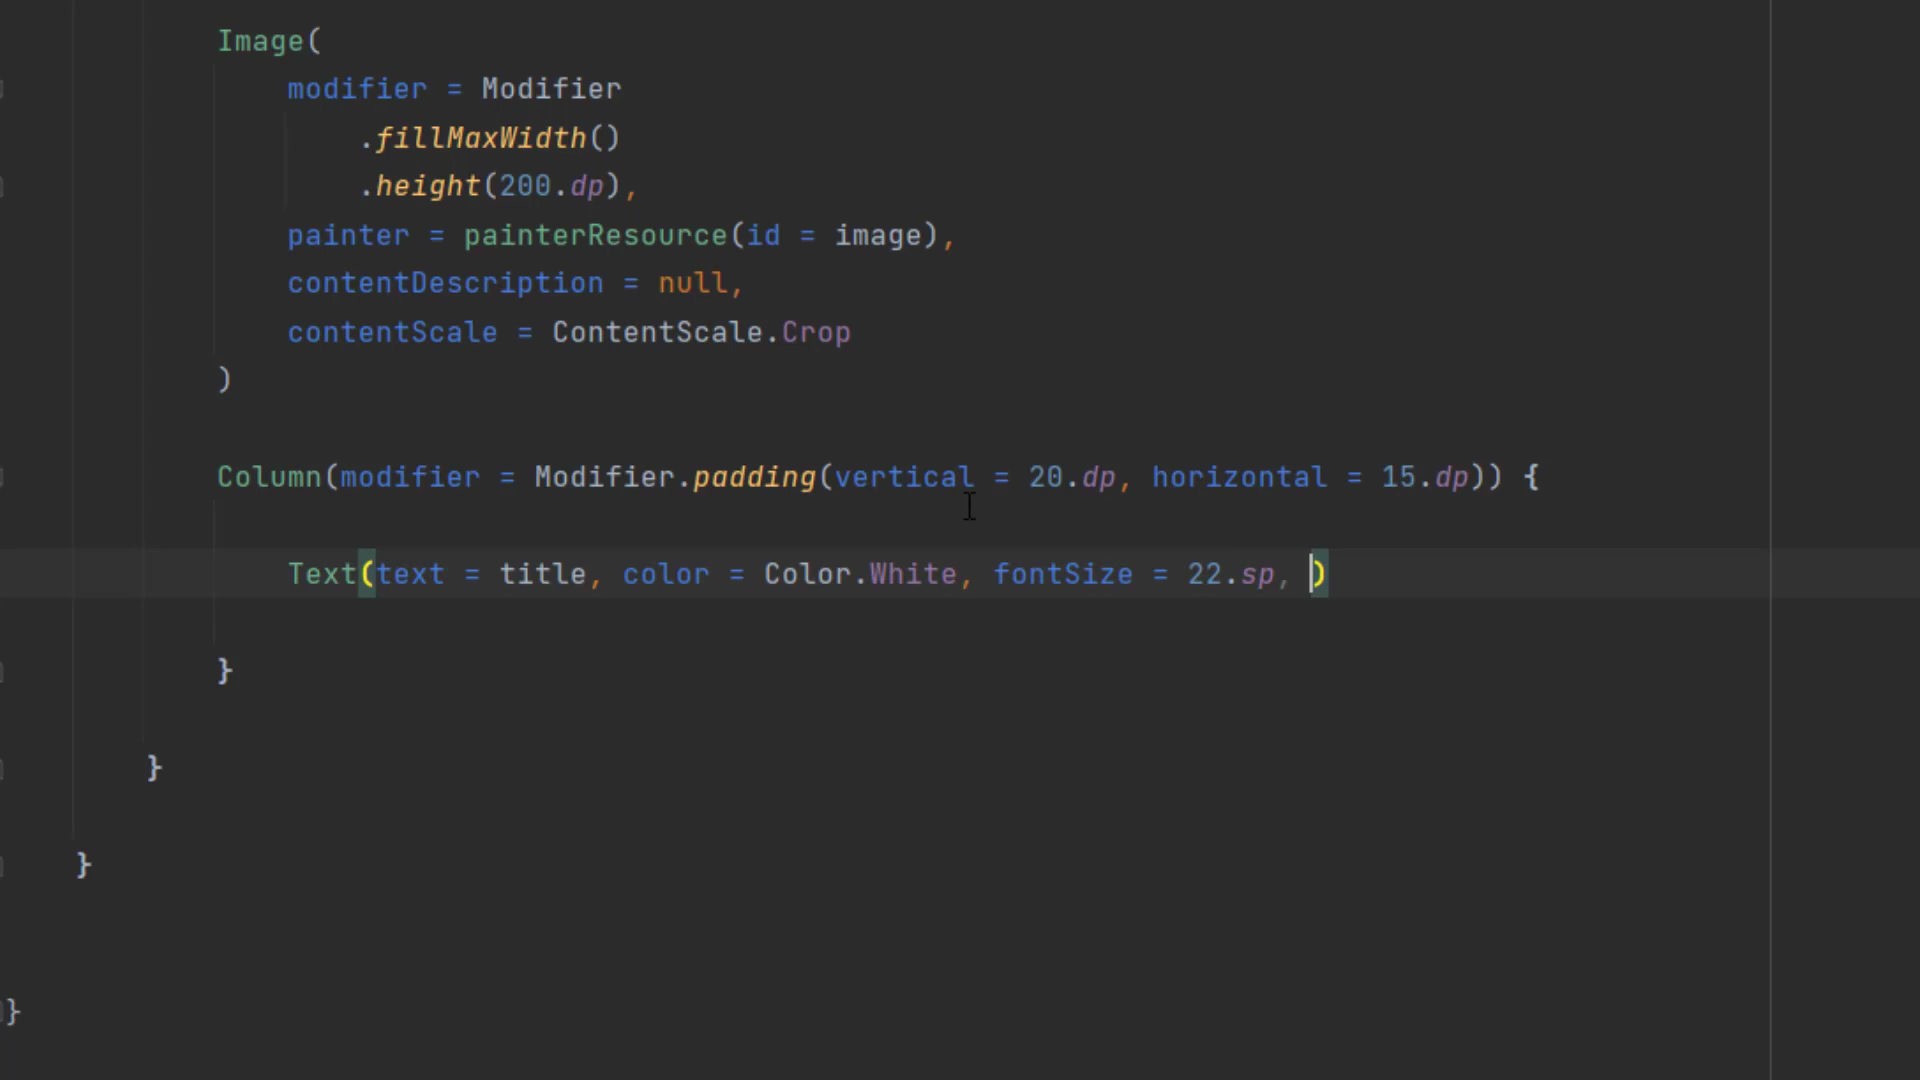 Image(
modifier = Modifier
.fillMaxWidth()
.height(200.dp),
painter = painterResource(id = image),
contentDescription = null,
contentScale = ContentScale.Crop
)
Column(modifier = Modifier.padding(vertical = 20.dp, horizontal = 15.dp)) {
Text(text = title, color = Color.White, fontSize = 22.sp, )
}
}
}
}